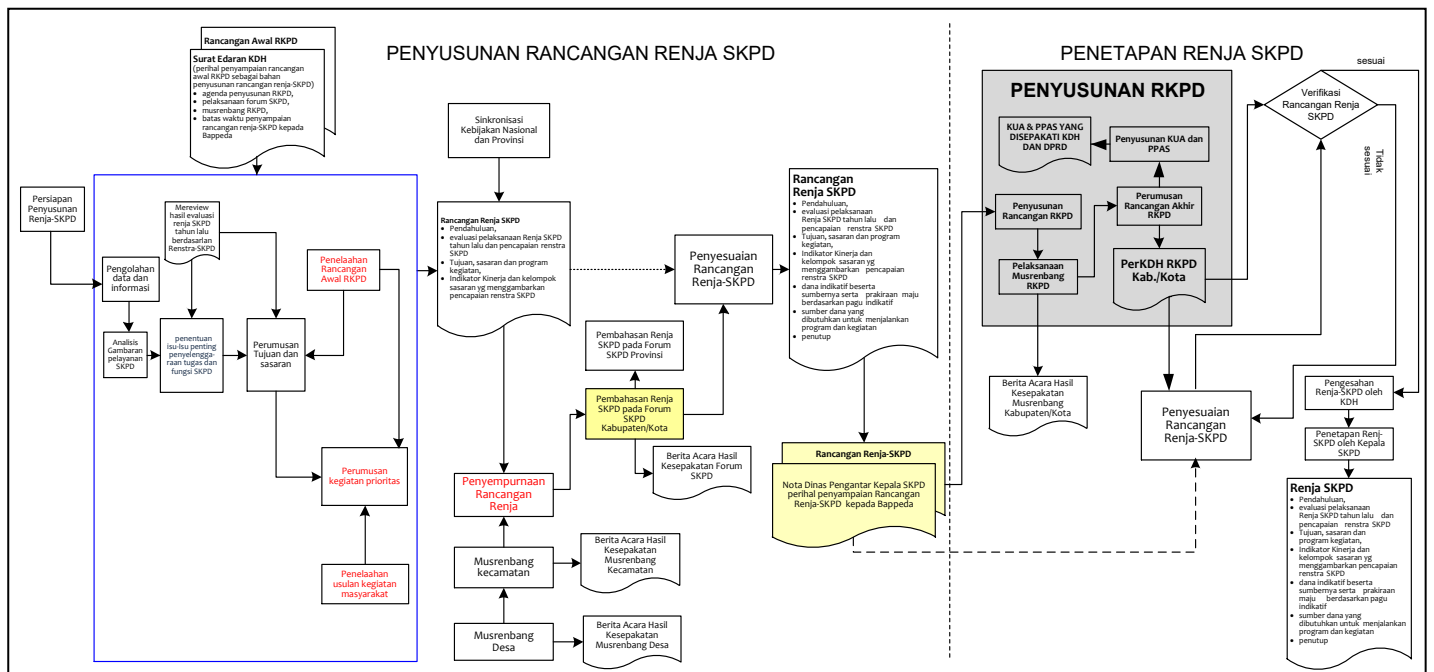 Rancangan Awal RKPD
Surat Edaran KDH
(perihal penyampaian rancangan
awal RKPD sebagai bahan
penyusunan rancangan renja-SKPD)
• agenda penyusunan RKPD,
• pelaksanaan forum SKPD,
• musrenbang RKPD,
• batas waktu penyampaian
rancangan renja-SKPD kepada
Bappeda
PENYUSUNAN RANCANGAN RENJA SKPD
Persiapan
Penyusunan
Renja-SKPD
Pengolahan
data dan
informasi
Analisis
Gambaran
pelayanan
SKPD
Mereview
hasil evaluasi
renja SKPD
tahun lalu
berdasarlan
Renstra-SKPD
penentuan
isu-Isu penting
penyelengga-
raan tugas dan
fungsi SKPD
Perumusan
Tujuan dan
sasaran
Penelaahan
Rancangan
Awal RKPD
Perumusan
kegiatan prioritas
Penelaahan
usulan kegiatan
masyarakat
Sinkronisasi
Kebijakan Nasional
dan Provinsi
Rancangan Renja SKPD
• Pendahuluan,
• evaluasi pelaksanaan Renja SKPD
tahun lalu dan pencapaian renstra
SKPD
• Tujuan, sasaran dan program
kegiatan,
• Indikator Kinerja dan kelompok
sasaran yg menggambarkan
pencapaian renstra SKPD
Penyempurnaan
Rancangan
Renja
Musrenbang
kecamatan
Musrenbang
Desa
Berita Acara Hasil
Kesepakatan
Musrenbang
Kecamatan
Berita Acara Hasil
Kesepakatan
Musrenbang Desa
Pembahasan Renja
SKPD pada Forum
SKPD Provinsi
Pembahasan Renja
SKPD pada Forum
SKPD
Kabupaten/Kota
Berita Acara Hasil
Kesepakatan Forum
SKPD
Penyesuaian
Rancangan
Renja-SKPD
Rancangan
Renja SKPD
• Pendahuluan,
• evaluasi pelaksanaan
Renja SKPD tahun lalu dan
pencapaian renstra SKPD
• Tujuan, sasaran dan program
kegiatan,
• Indikator Kinerja dan
kelompok sasaran yg
menggambarkan pencapaian
renstra SKPD
• dana indikatif beserta
sumbernya serta prakiraan maju
berdasarkan pagu indikatif
• sumber dana yang
dibutuhkan untuk menjalankan
program dan kegiatan
• penutup
Rancangan Renja-SKPD
Nota Dinas Pengantar Kepala SKPD
perihal penyampaian Rancangan
Renja-SKPD kepada Bappeda
PENETAPAN RENJA SKPD
PENYUSUNAN RKPD
KUA & PPAS YANG
DISEPAKATI KDH
DAN DPRD
Penyusunan KUA dan
PPAS
Penyusunan
Rancangan RKPD
Perumusan
Rancangan Akhir
RKPD
Pelaksanaan
Musrenbang
RKPD
PerKDH RKPD
Kab./Kota
Berita Acara Hasil
Kesepakatan
Musrenbang
Kabupaten/Kota
Penyesuaian
Rancangan
Renja-SKPD
sesuai
Verifikasi
Rancangan Renja
SKPD
Tidak
sesuai
Pengesahan
Renja-SKPD oleh
KDH
Penetapan Renj-
SKPD oleh Kepala
SKPD
Renja SKPD
• Pendahuluan,
• evaluasi pelaksanaan
Renja SKPD tahun lalu dan
pencapaian renstra SKPD
• Tujuan, sasaran dan
program kegiatan,
• Indikator Kinerja dan
kelompok sasaran yg
menggambarkan pencapaian
renstra SKPD
• dana indikatif beserta
sumbernya serta prakiraan
maju berdasarkan pagu
indikatif
• sumber dana yang
dibutuhkan untuk menjalankan
program dan kegiatan
• penutup